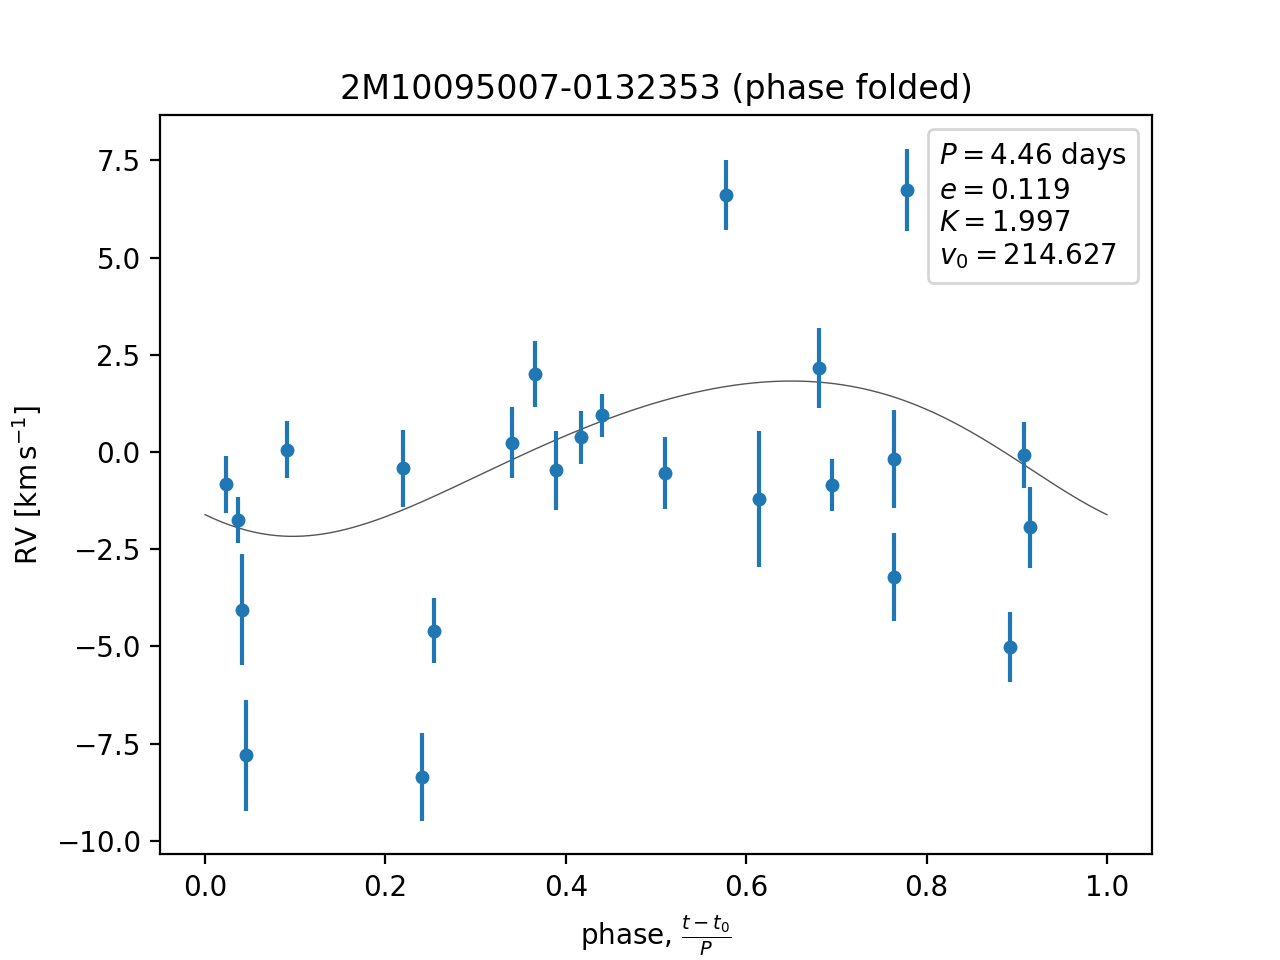 2M10095007-0132353 (phase folded)
P = 4.46 days
e = 0.119
K = 1.997
v₀ = 214.627
RV [km s⁻¹]
7.5
5.0
2.5
0.0
−2.5
−5.0
−7.5
−10.0
0.0 0.2 0.4 0.6 0.8 1.0
phase, (t − t₀)/P